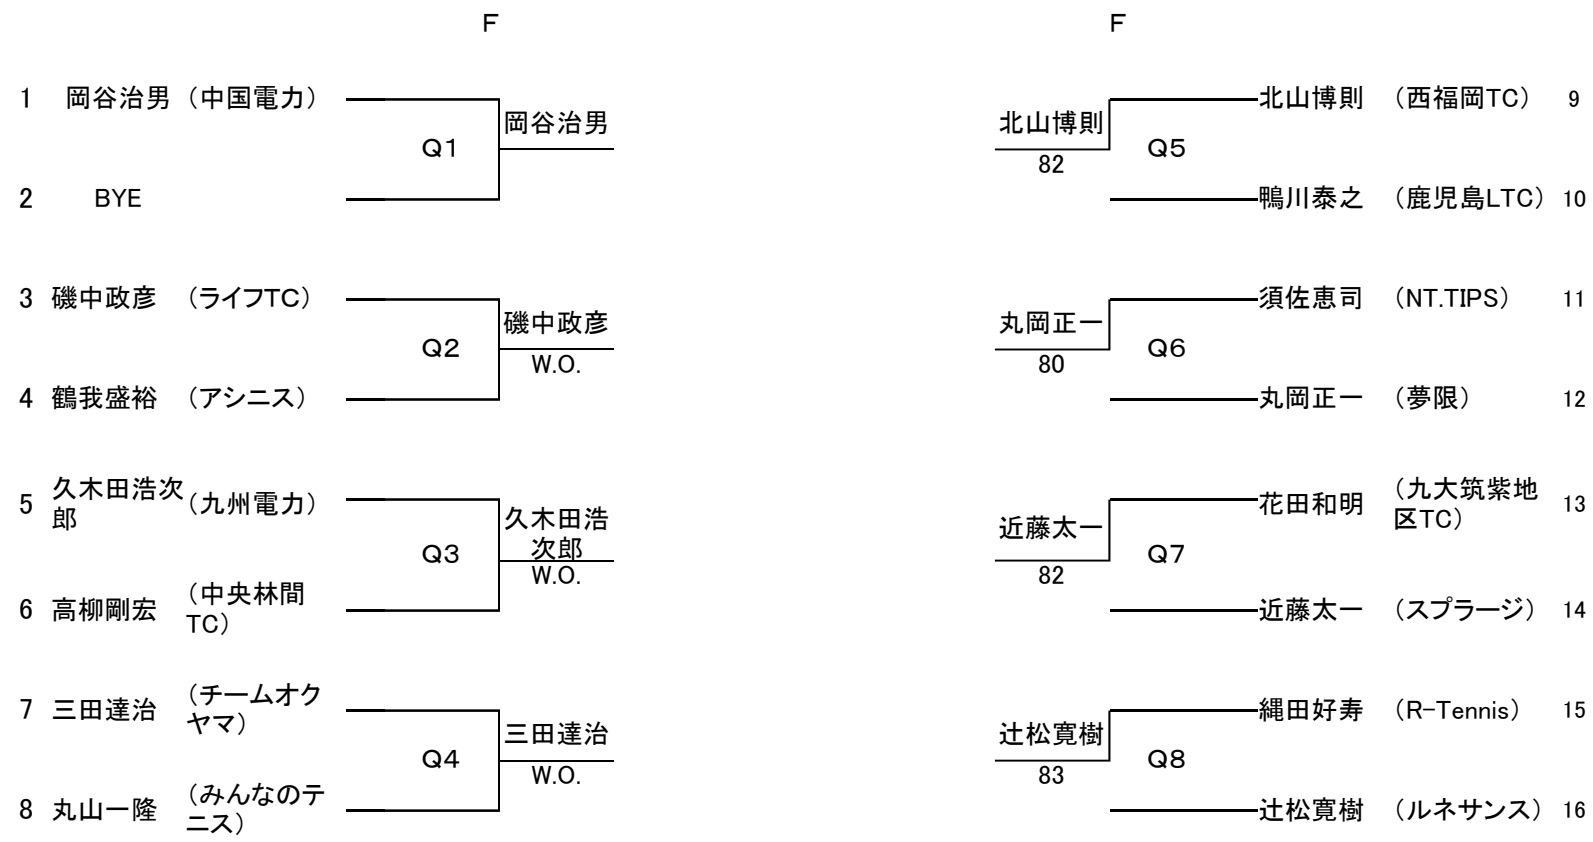 F
F
1 岡谷治男 （中国電力）
岡谷治男
Q1
2 BYE
3 磯中政彦 （ライフTC）
磯中政彦
Q2
W.O.
4 鶴我盛裕 （アシニス）
5 久木田浩次
郎
（九州電力）
久木田浩
次郎
Q3
W.O.
6 高柳剛宏 （中央林間
TC）
7 三田達治 （チームオク
ヤマ）
三田達治
Q4
W.O.
8 丸山一隆 （みんなのテ
ニス）
北山博則 （西福岡TC） 9
北山博則
Q5
82
鴨川泰之 （鹿児島LTC） 10
須佐恵司 （NT.TIPS） 11
丸岡正一
Q6
80
丸岡正一 （夢限） 12
花田和明 （九大筑紫地
区TC）
13
近藤太一
Q7
82
近藤太一 （スプラージ） 14
縄田好寿 （R-Tennis） 15
辻松寛樹
Q8
83
辻松寛樹 （ルネサンス） 16